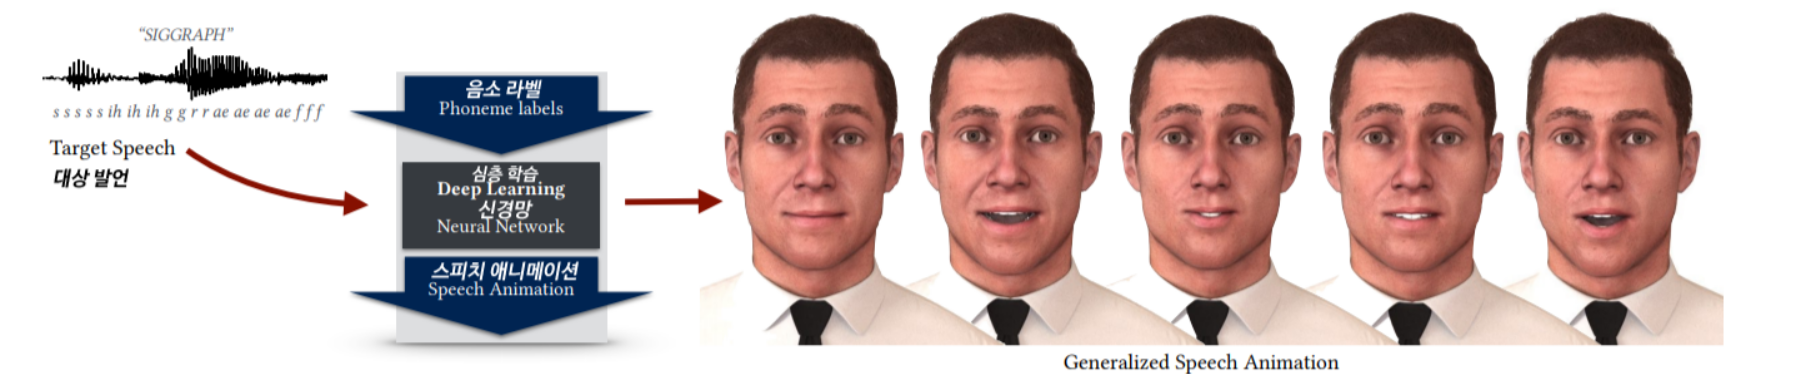 “SIGGRAPH”
s s s s s ih ih ih g g r r ae ae ae ae f f f
Target Speech
대상 발언
음소 라벨
Phoneme labels
심층 학습
Deep Learning
신경망
Neural Network
스피치 애니메이션
Speech Animation
Generalized Speech Animation